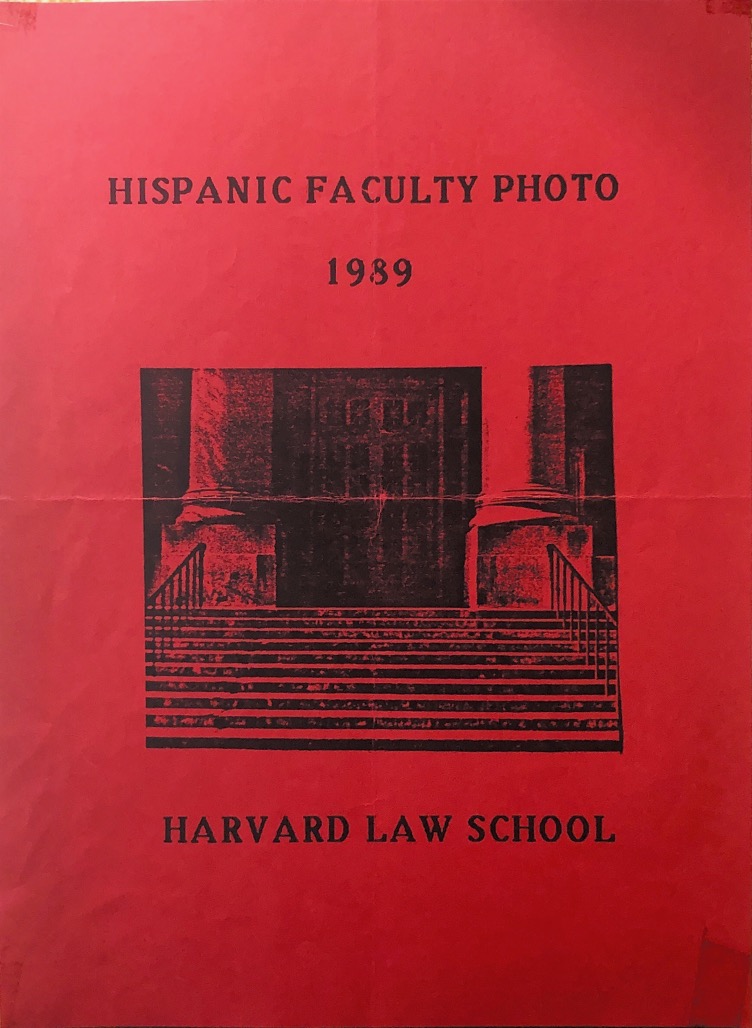 HISPANIC FACULTY PHOTO
1989
HARVARD LAW SCHOOL